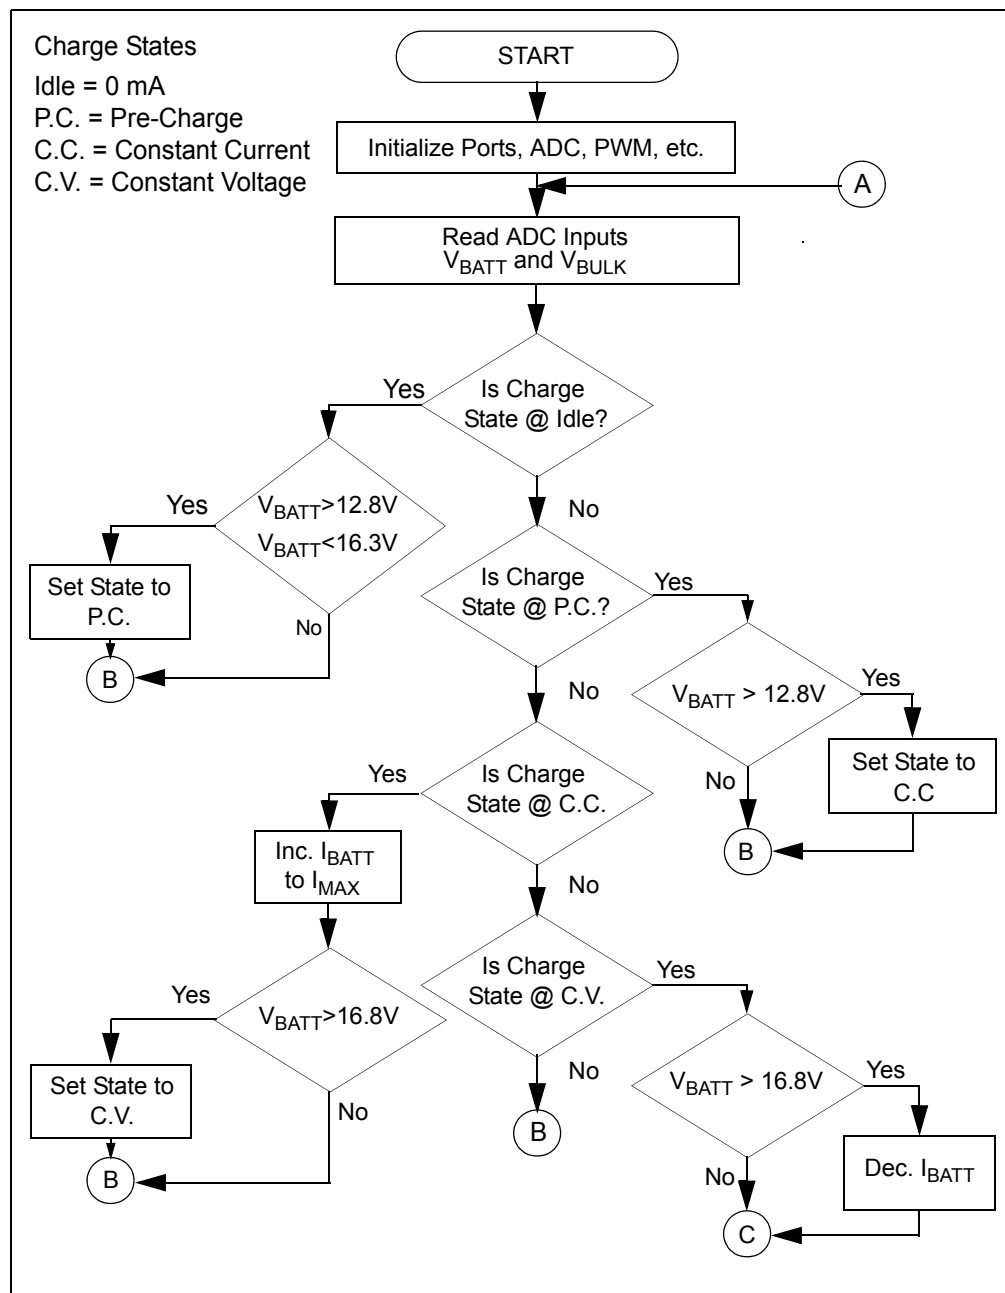 Charge States
Idle = 0 mA
P.C. = Pre-Charge
C.C. = Constant Current
C.V. = Constant Voltage
START
Initialize Ports, ADC, PWM, etc.
A
Read ADC Inputs
VBATT and VBULK
Is Charge
State @ Idle?
Yes
No
VBATT>12.8V
VBATT<16.3V
Yes
No
Set State to
P.C.
B
Is Charge
State @ P.C.?
Yes
No
VBATT > 12.8V
Yes
No
Set State to
C.C
B
Is Charge
State @ C.C.
Yes
No
Inc. IBATT
to IMAX
VBATT>16.8V
Yes
No
Set State to
C.V.
B
Is Charge
State @ C.V.
Yes
No
B
VBATT > 16.8V
Yes
No
Dec. IBATT
C